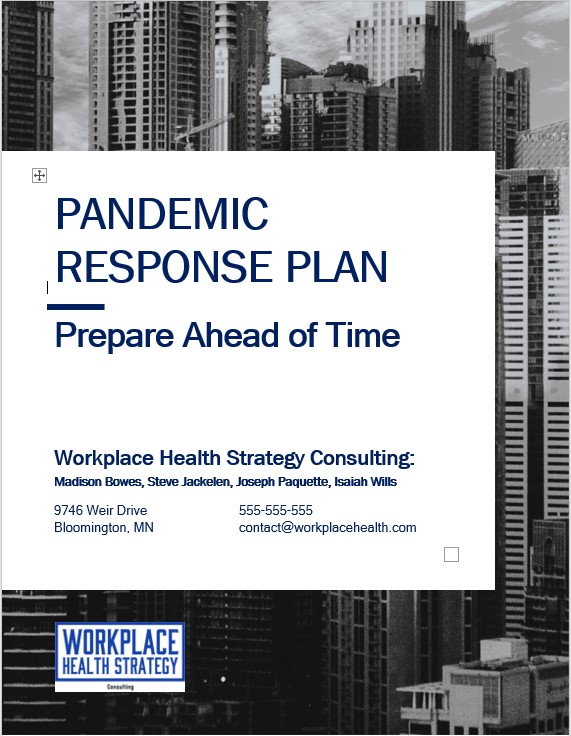 PANDEMIC
RESPONSE PLAN
Prepare Ahead of Time
Workplace Health Strategy Consulting:
Madison Bowes, Steve Jackelen, Joseph Paquette, Isaiah Wills
9746 Weir Drive
555-555-555
Bloomington, MN
contact@workplacehealth.com
WORKPLACE
HEALTH STRATEGY
Consulting